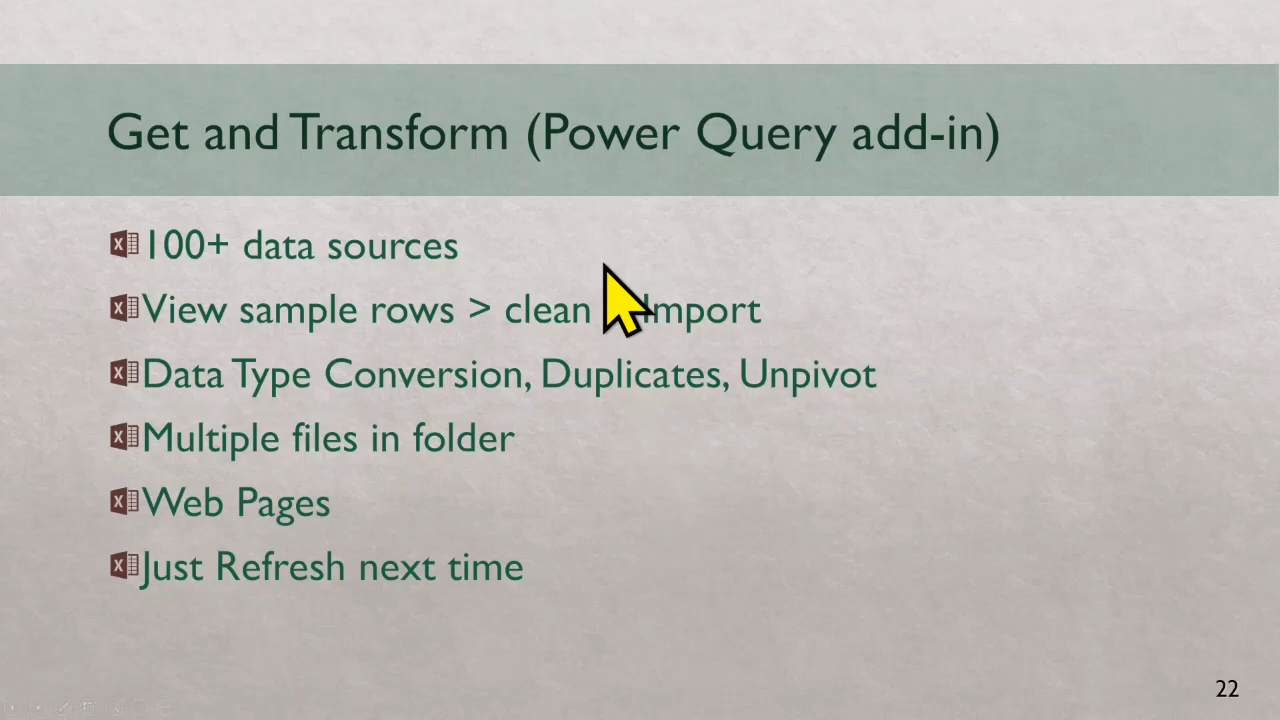 Get and Transform (Power Query add-in)
100+ data sources
View sample rows > clean Import
Data Type Conversion, Duplicates, Unpivot
Multiple files in folder
Web Pages
Just Refresh next time
22